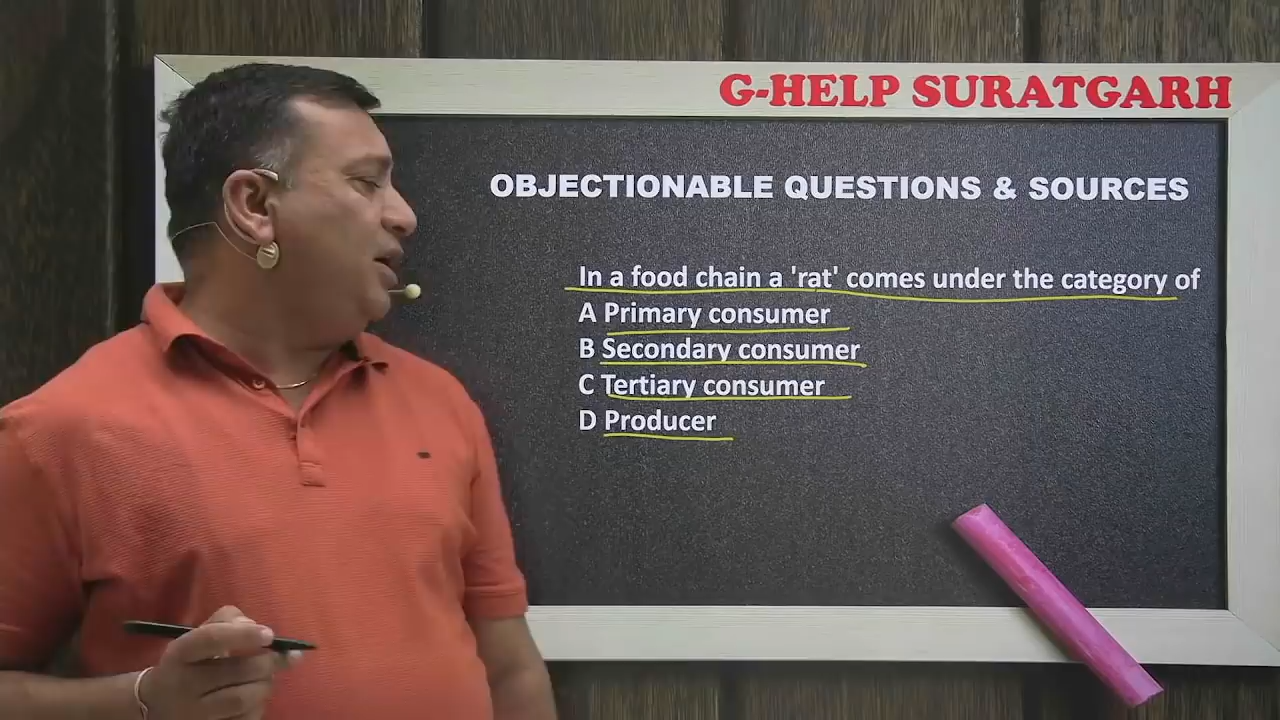 G-HELP SURATGARH
OBJECTIONABLE QUESTIONS & SOURCES
In a food chain a 'rat' comes under the category of
A Primary consumer
B Secondary consumer
C Tertiary consumer
D Producer